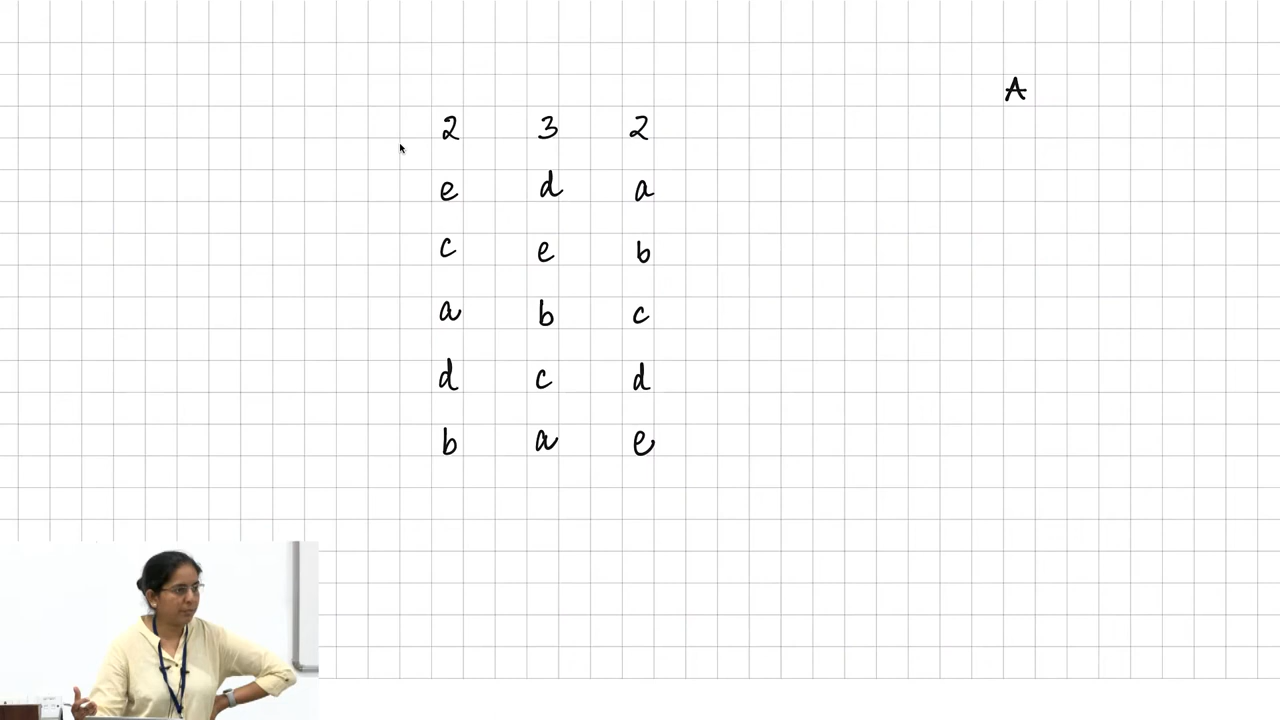 A
2 3 2
e d a
c e b
a b c
d c d
b a e